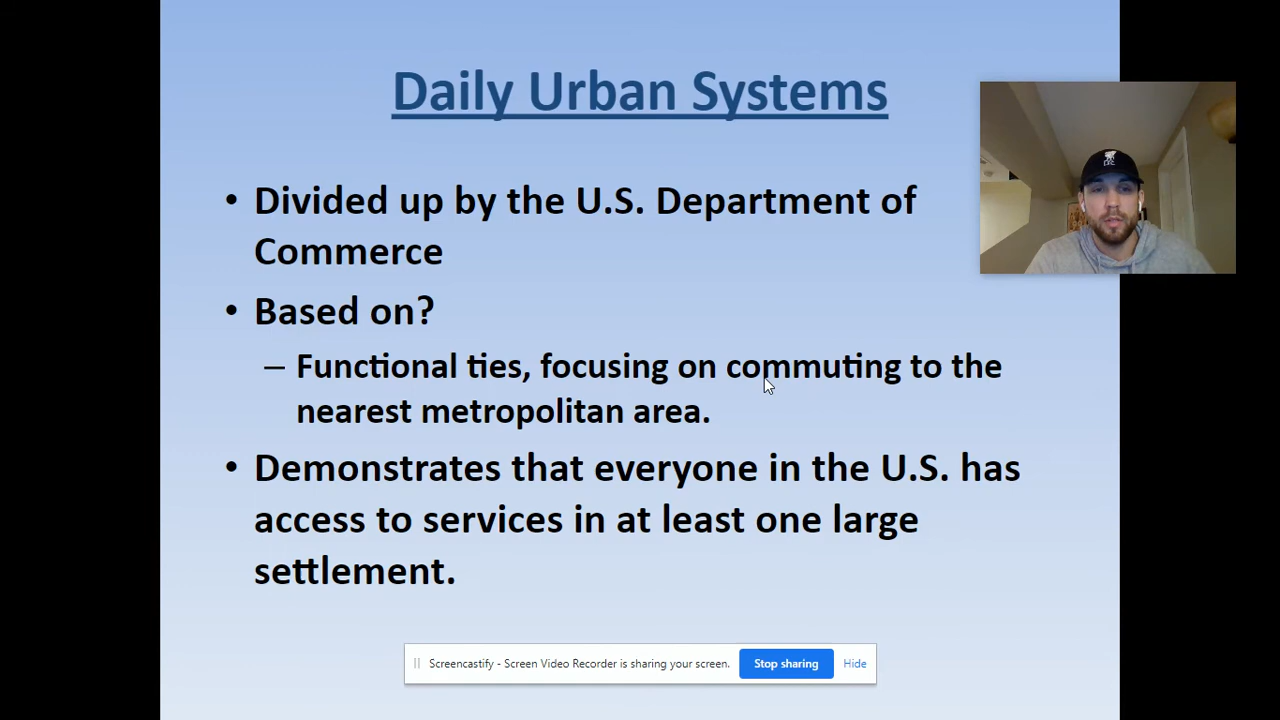 Daily Urban Systems
• Divided up by the U.S. Department of
Commerce
• Based on?
– Functional ties, focusing on commuting to the
nearest metropolitan area.
• Demonstrates that everyone in the U.S. has
access to services in at least one large
settlement.
Screencastify - Screen Video Recorder is sharing your screen. Stop sharing Hide